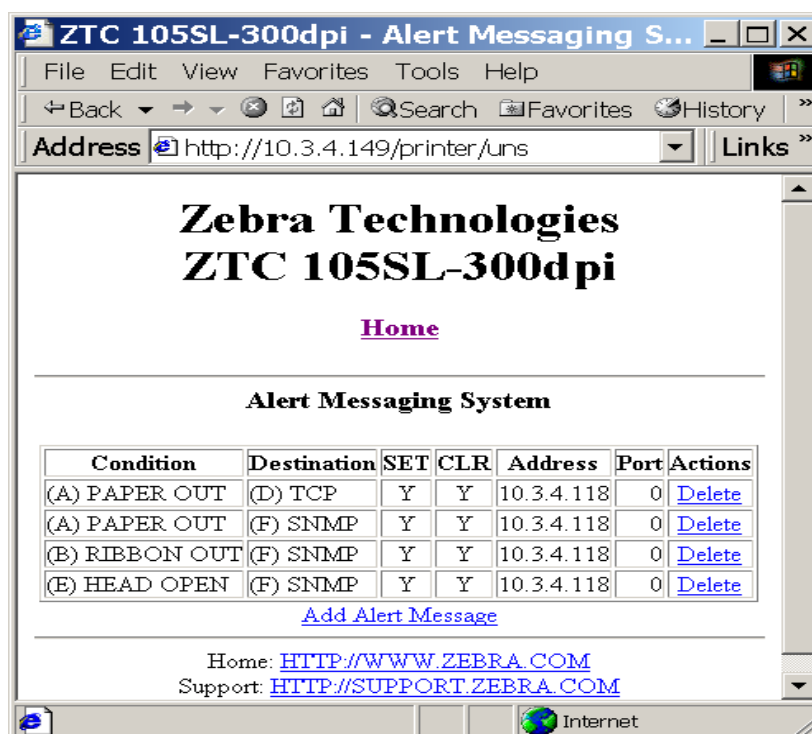 ZTC 105SL-300dpi - Alert Messaging S...
File Edit View Favorites Tools Help
Back Search Favorites History »
Address http://10.3.4.149/printer/uns Links »
Zebra Technologies
ZTC 105SL-300dpi
Home
Alert Messaging System
Condition Destination SET CLR Address Port Actions
(A) PAPER OUT (D) TCP Y Y 10.3.4.118 0 Delete
(A) PAPER OUT (F) SNMP Y Y 10.3.4.118 0 Delete
(B) RIBBON OUT (F) SNMP Y Y 10.3.4.118 0 Delete
(E) HEAD OPEN (F) SNMP Y Y 10.3.4.118 0 Delete
Add Alert Message
Home: HTTP://WWW.ZEBRA.COM
Support: HTTP://SUPPORT.ZEBRA.COM
Internet